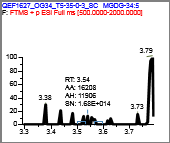 QEF1627_OG34_TS-35-0-3_SC MGDG-34:5
F: FTMS + p ESI Full ms [500.0000-2000.0000]
3.79
100
80
60
40
20
0
RT: 3.54
AA: 16208
AH: 11906
SN: 1.68E+014
3.38
3.73
3.3 3.4 3.5 3.6 3.7